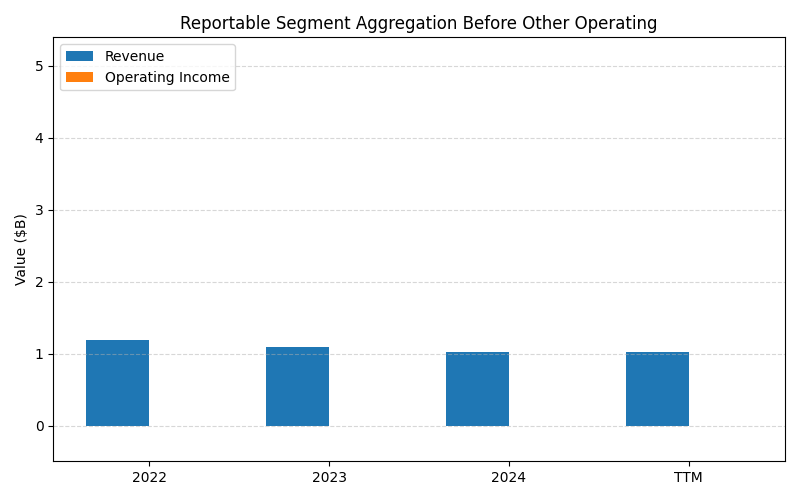 Reportable Segment Aggregation Before Other Operating
Revenue
Operating Income
Value ($B)
5
4
3
2
1
0
2022 2023 2024 TTM